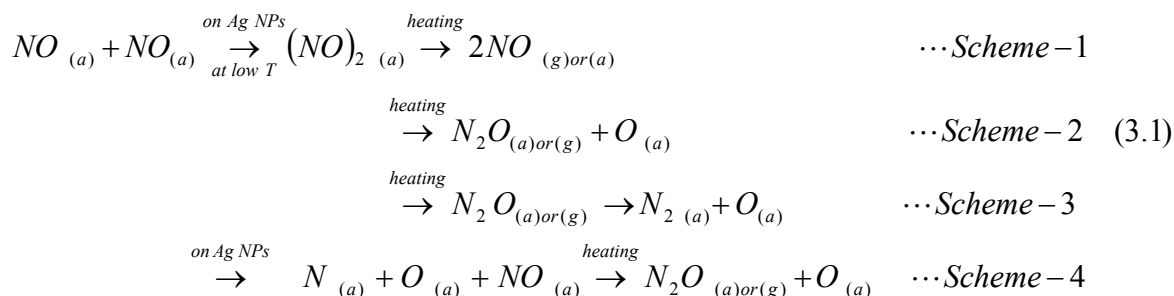 NO (a) + NO(a) on Ag NPs → at low T (NO)2 (a) heating → 2NO (g)or(a) ···Scheme−1
heating → N2O(a)or(g) + O (a) ···Scheme−2 (3.1)
heating → N2 O(a)or(g) → N2 (a) + O(a) ···Scheme−3
on Ag NPs → N (a) + O (a) + NO (a) heating → N2O (a)or(g) + O(a) ···Scheme−4